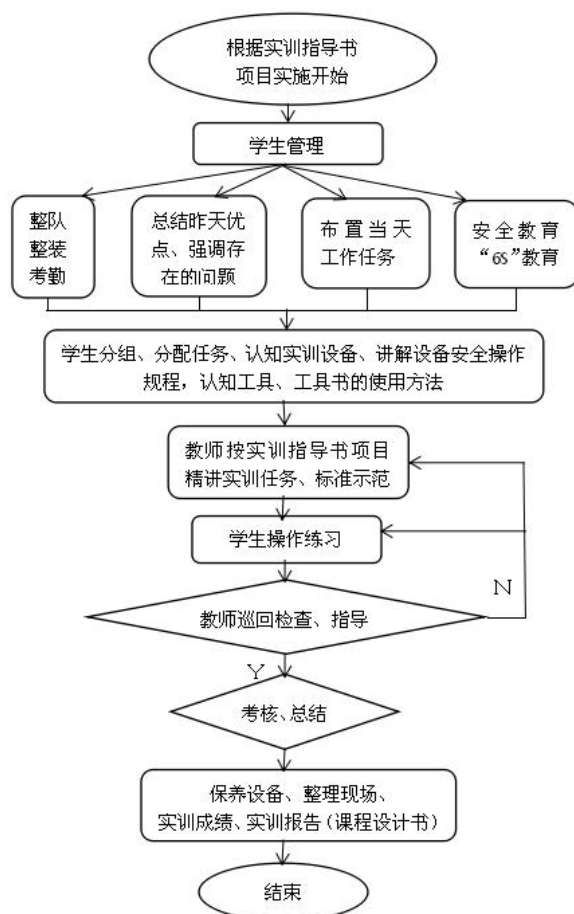 根据实训指导书
项目实施开始
学生管理
整队
整装
考勤
总结昨天优
点、强调存
在的问题
布置当天
工作任务
安全教育
“6S”教育
学生分组、分配任务、认知实训设备、讲解设备安全操作
规程，认知工具、工具书的使用方法
教师按实训指导书项目
精讲实训任务、标准示范
学生操作练习
N
教师巡回检查、指导
Y
考核、总结
保养设备、整理现场、
实训成绩、实训报告(课程设计书)
结束